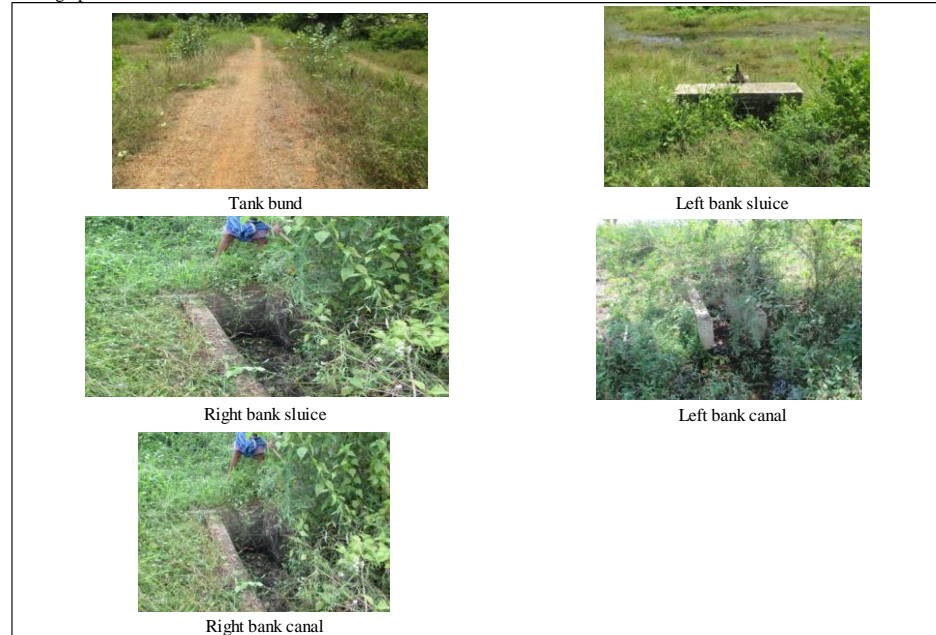 Tank bund
Left bank sluice
Right bank sluice
Left bank canal
Right bank canal